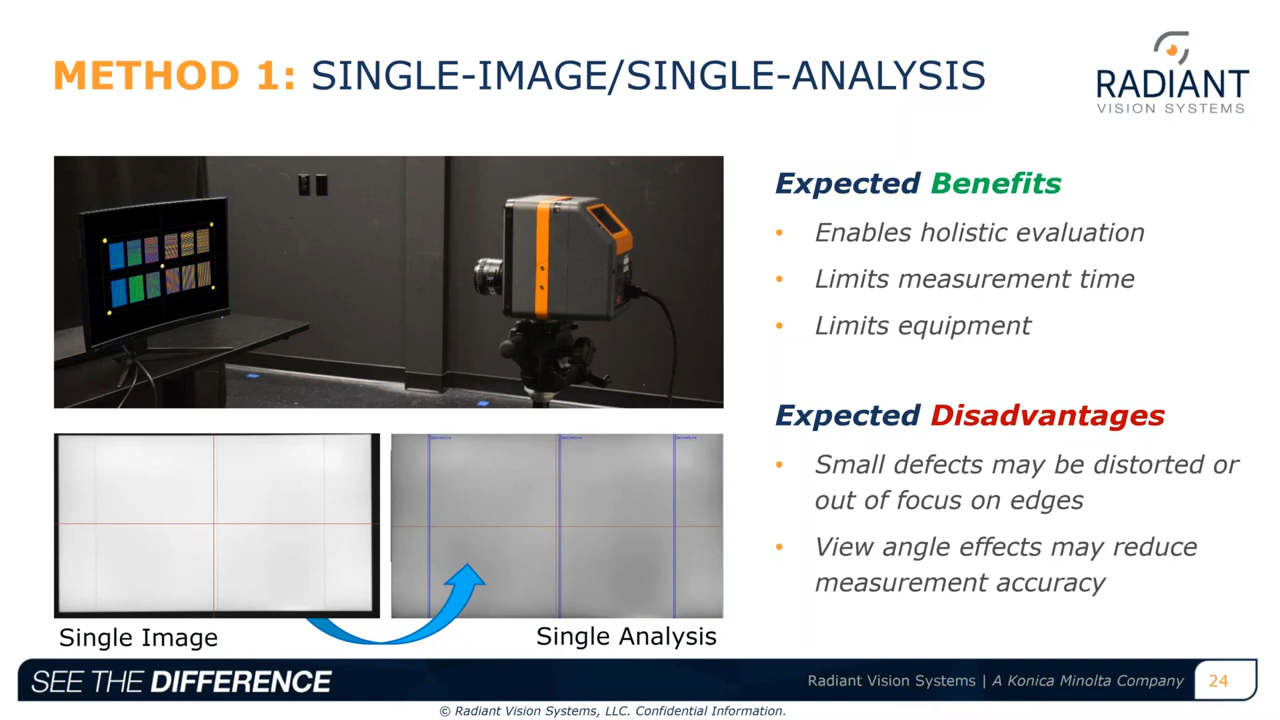 METHOD 1: SINGLE-IMAGE/SINGLE-ANALYSIS
RADIANT
VISION SYSTEMS
Expected Benefits
• Enables holistic evaluation
• Limits measurement time
• Limits equipment
Expected Disadvantages
• Small defects may be distorted or
out of focus on edges
• View angle effects may reduce
measurement accuracy
Single Image
Single Analysis
SEE THE DIFFERENCE
Radiant Vision Systems | A Konica Minolta Company
24
© Radiant Vision Systems, LLC. Confidential Information.